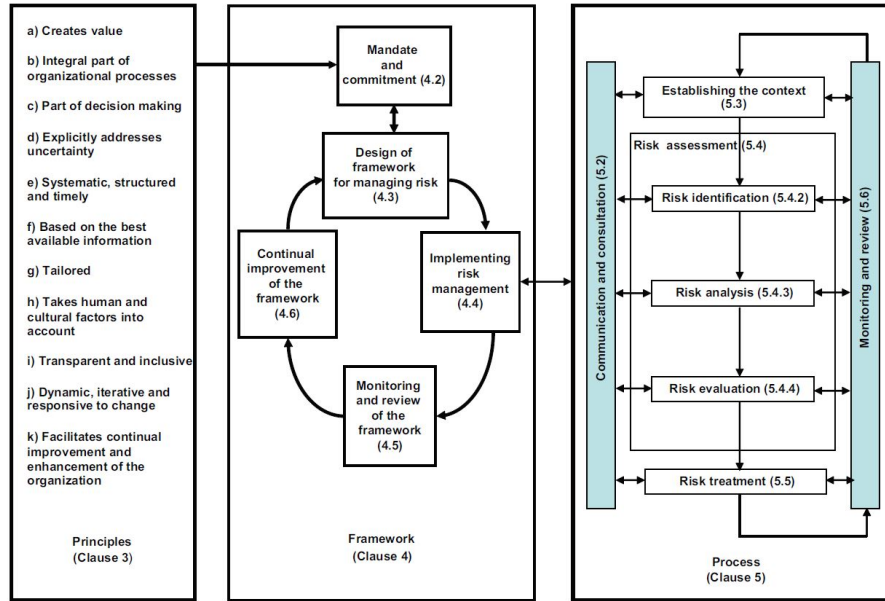 a) Creates value
b) Integral part of
organizational processes
c) Part of decision making
d) Explicitly addresses
uncertainty
e) Systematic, structured
and timely
f) Based on the best
available information
g) Tailored
h) Takes human and
cultural factors into
account
i) Transparent and inclusive
j) Dynamic, iterative and
responsive to change
k) Facilitates continual
improvement and
enhancement of the
organization
Principles
(Clause 3)
Mandate
and
commitment (4.2)
Design of
framework
for managing risk
(4.3)
Implementing
risk
management
(4.4)
Continual
improvement
of the
framework
(4.6)
Monitoring
and review
of the
framework
(4.5)
Framework
(Clause 4)
Communication and consultation (5.2)
Establishing the context
(5.3)
Risk assessment (5.4)
Risk identification (5.4.2)
Risk analysis (5.4.3)
Risk evaluation (5.4.4)
Risk treatment (5.5)
Monitoring and review (5.6)
Process
(Clause 5)